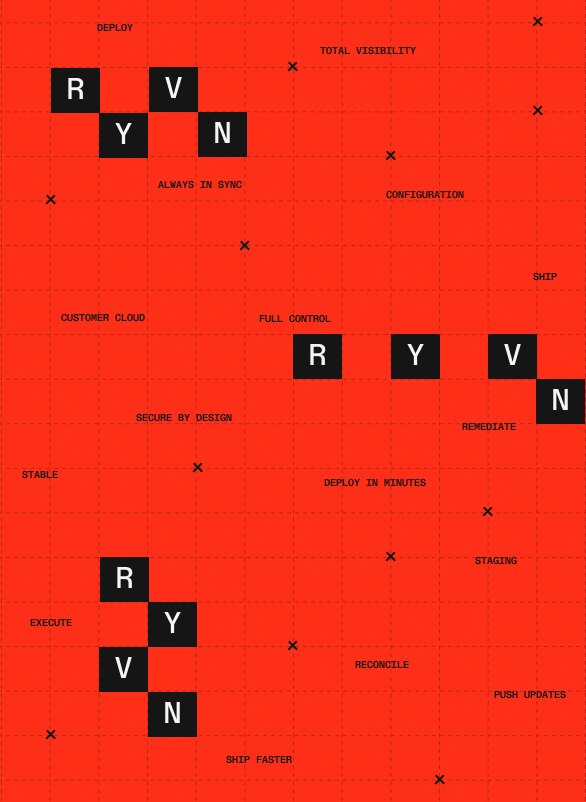 DEPLOY
TOTAL VISIBILITY
R V
Y N
ALWAYS IN SYNC
CONFIGURATION
SHIP
CUSTOMER CLOUD
FULL CONTROL
R Y V
N
SECURE BY DESIGN
REMEDIATE
STABLE
DEPLOY IN MINUTES
STAGING
R
EXECUTE
Y
RECONCILE
V
PUSH UPDATES
N
SHIP FASTER